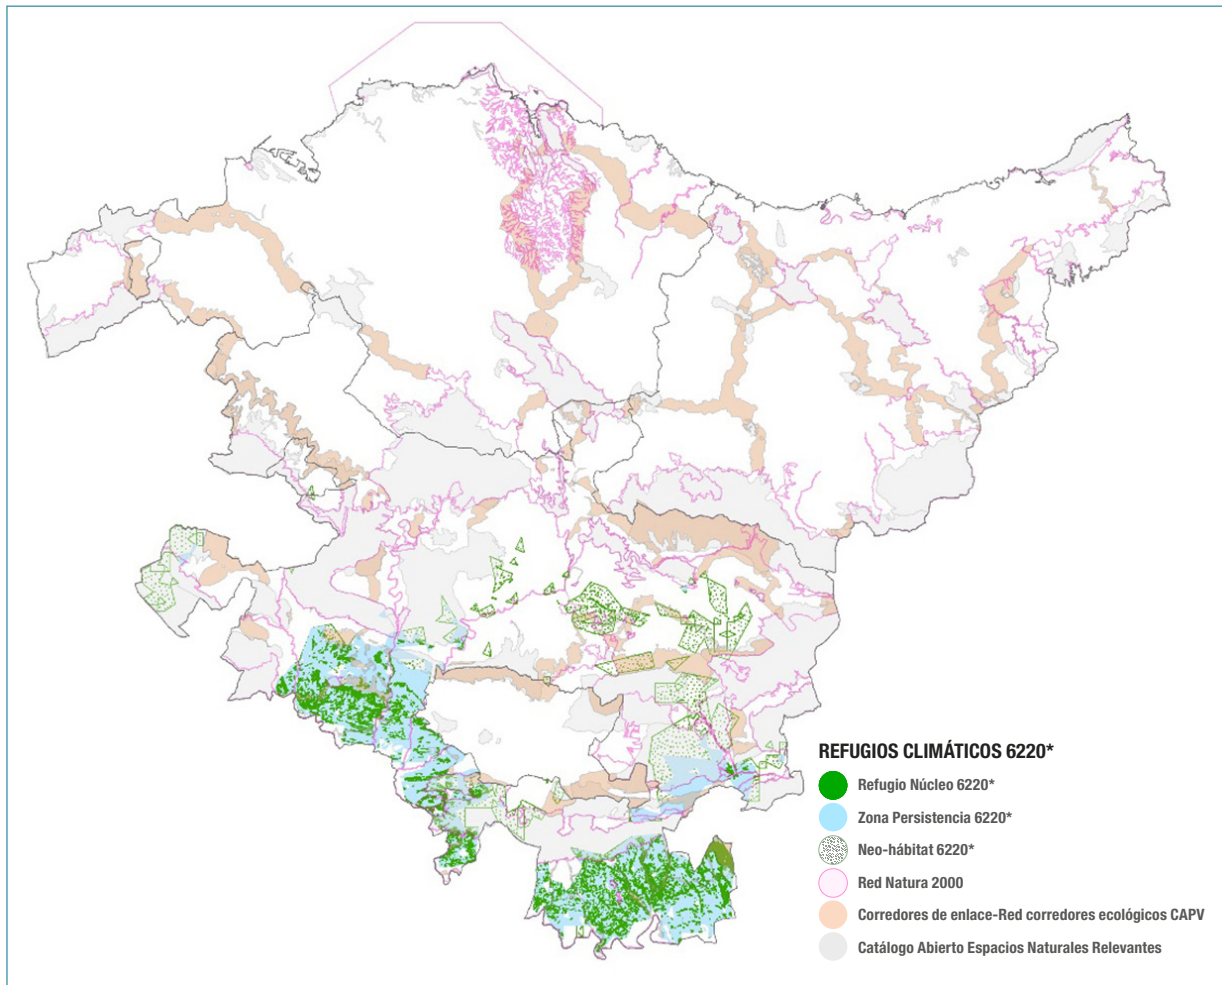 REFUGIOS CLIMÁTICOS 6220*
Refugio Núcleo 6220*
Zona Persistencia 6220*
Neo-hábitat 6220*
Red Natura 2000
Corredores de enlace-Red corredores ecológicos CAPV
Catálogo Abierto Espacios Naturales Relevantes